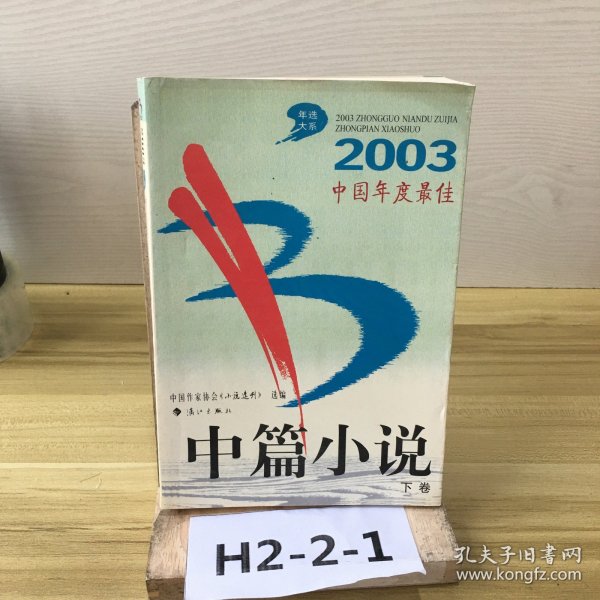 年选
大系
2003 ZHONGGUO NIANDU ZUIJIA
ZHONGPIAN XIAOSHUO
2003
中国年度最佳
中国作家协会《小说选刊》 选编
漓江出版社
中篇小说
下卷
H2-2-1
孔夫子旧书网
www.kongfz.com